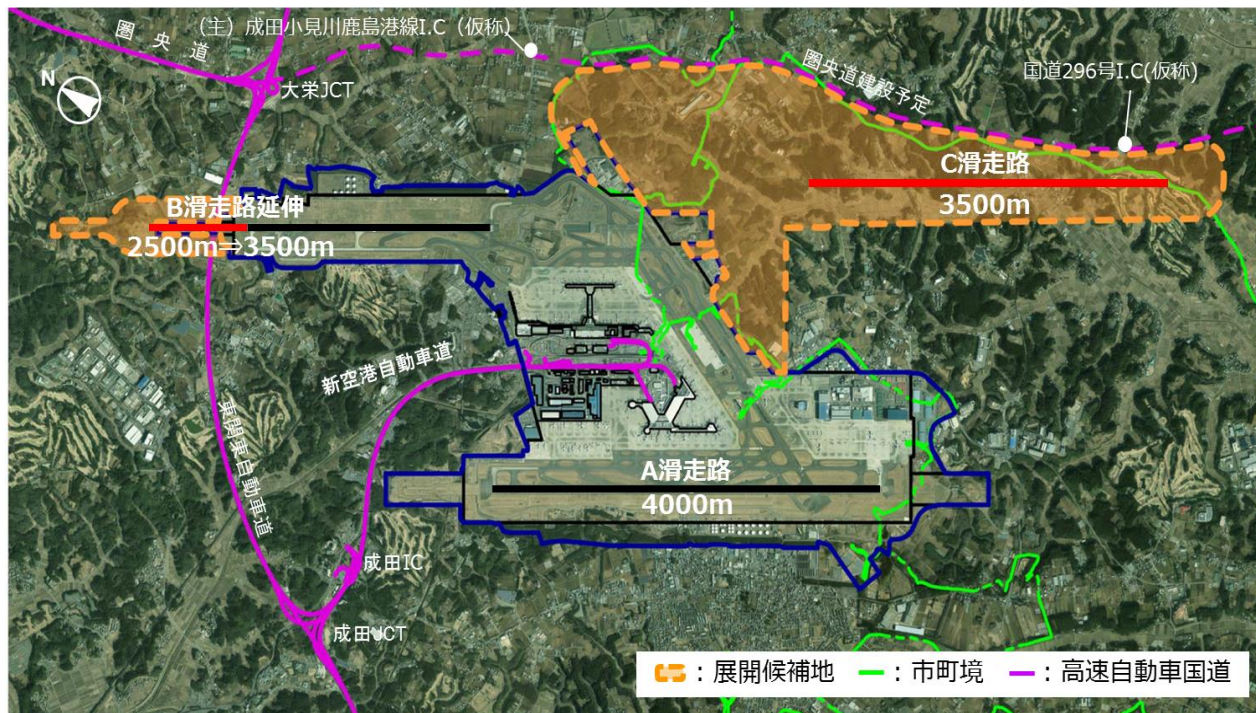 (主)成田小見川鹿島港線I.C(仮称)
圏央道
N
大栄JCT
圏央道建設予定
国道296号I.C(仮称)
C滑走路
3500m
B滑走路延伸
2500m⇒3500m
新空港自動車道
東関東自動車道
A滑走路
4000m
成田IC
成田JCT
:展開候補地 :市町境 :高速自動車国道